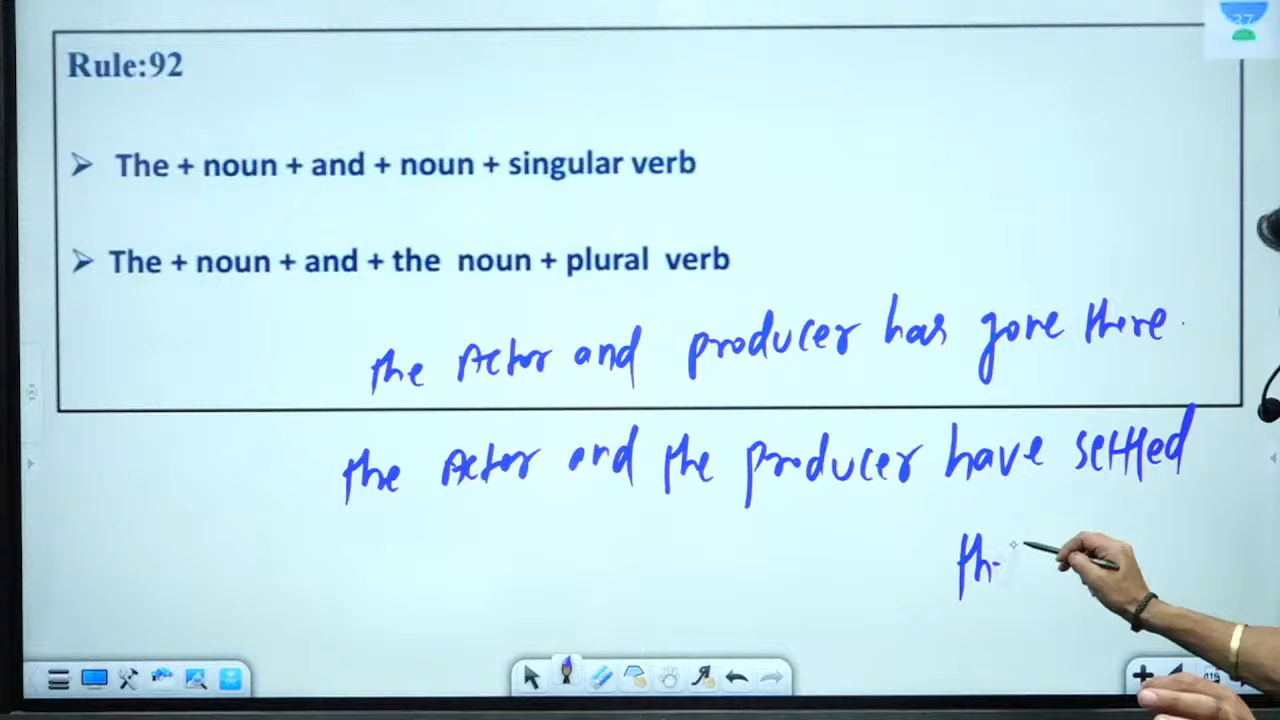 Rule:92
➢ The + noun + and + noun + singular verb
➢ The + noun + and + the noun + plural verb
the Actor and producer has gone there.
the Actor and the producer have settled
th